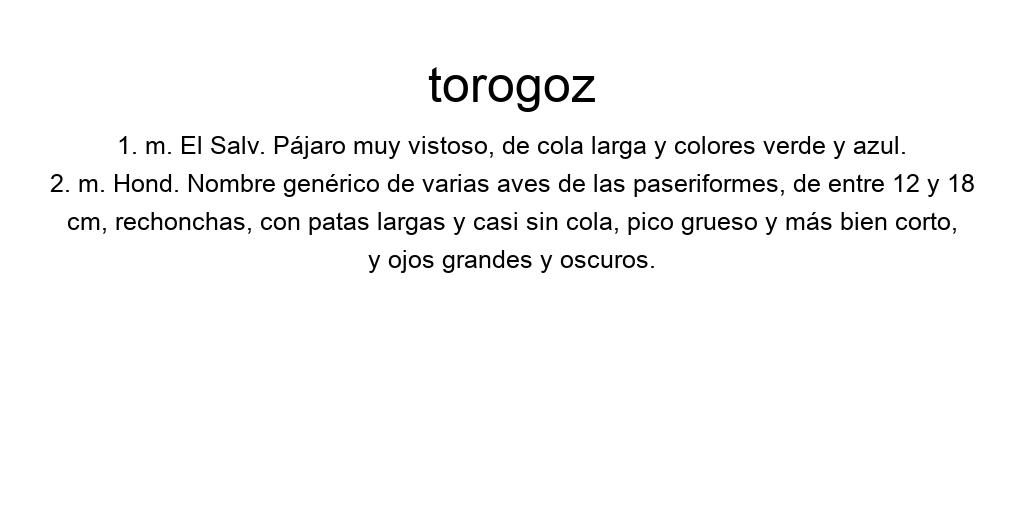 torogoz
1. m. El Salv. Pájaro muy vistoso, de cola larga y colores verde y azul.
2. m. Hond. Nombre genérico de varias aves de las paseriformes, de entre 12 y 18
cm, rechonchas, con patas largas y casi sin cola, pico grueso y más bien corto,
y ojos grandes y oscuros.